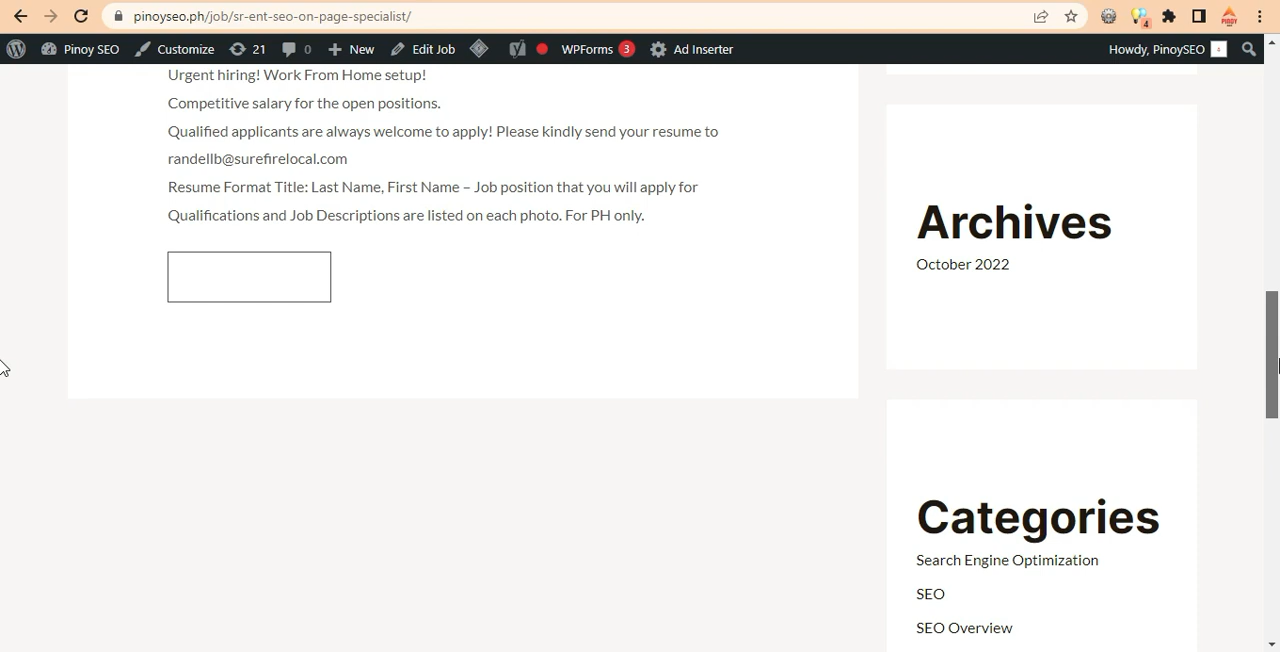 pinoyseo.ph/job/sr-ent-seo-on-page-specialist/
4
PINOY
Pinoy SEO Customize 21 0 New Edit Job WPForms 3 Ad Inserter Howdy, PinoySEO
Urgent hiring! Work From Home setup!
Competitive salary for the open positions.
Qualified applicants are always welcome to apply! Please kindly send your resume to
randellb@surefirelocal.com
Resume Format Title: Last Name, First Name – Job position that you will apply for
Qualifications and Job Descriptions are listed on each photo. For PH only.
Archives
October 2022
Categories
Search Engine Optimization
SEO
SEO Overview